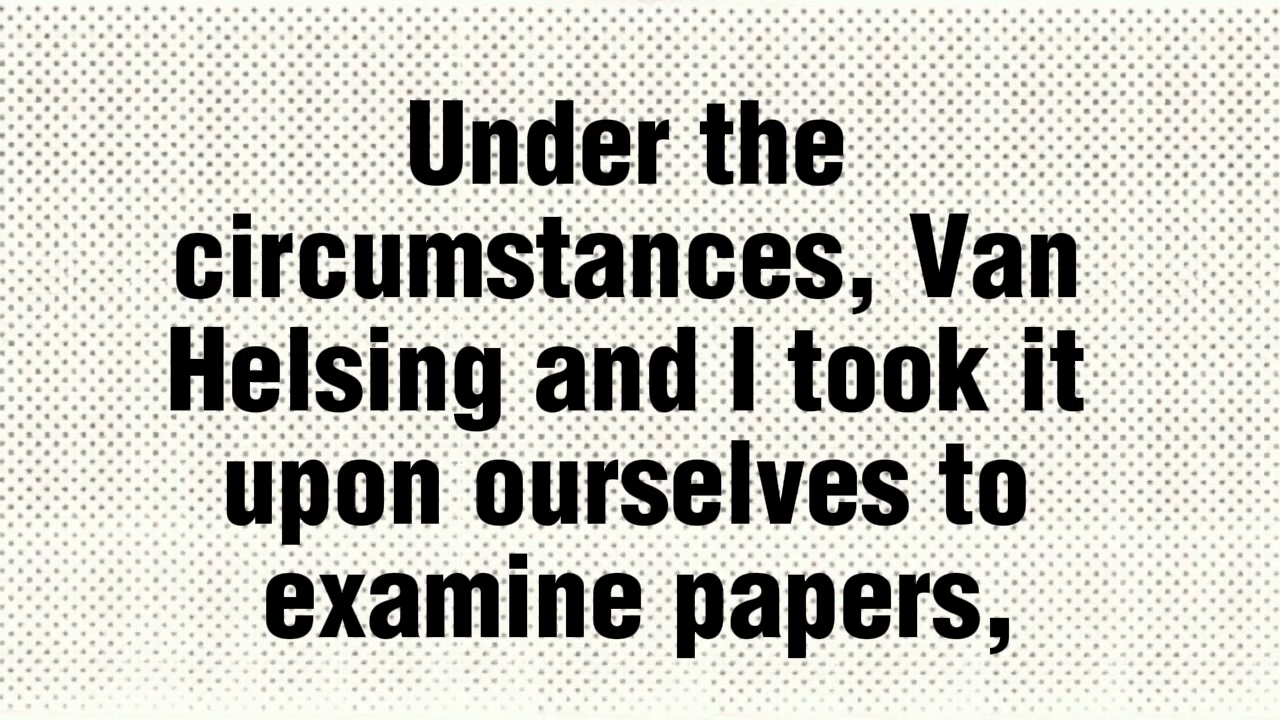 Under the
circumstances, Van
Helsing and I took it
upon ourselves to
examine papers,